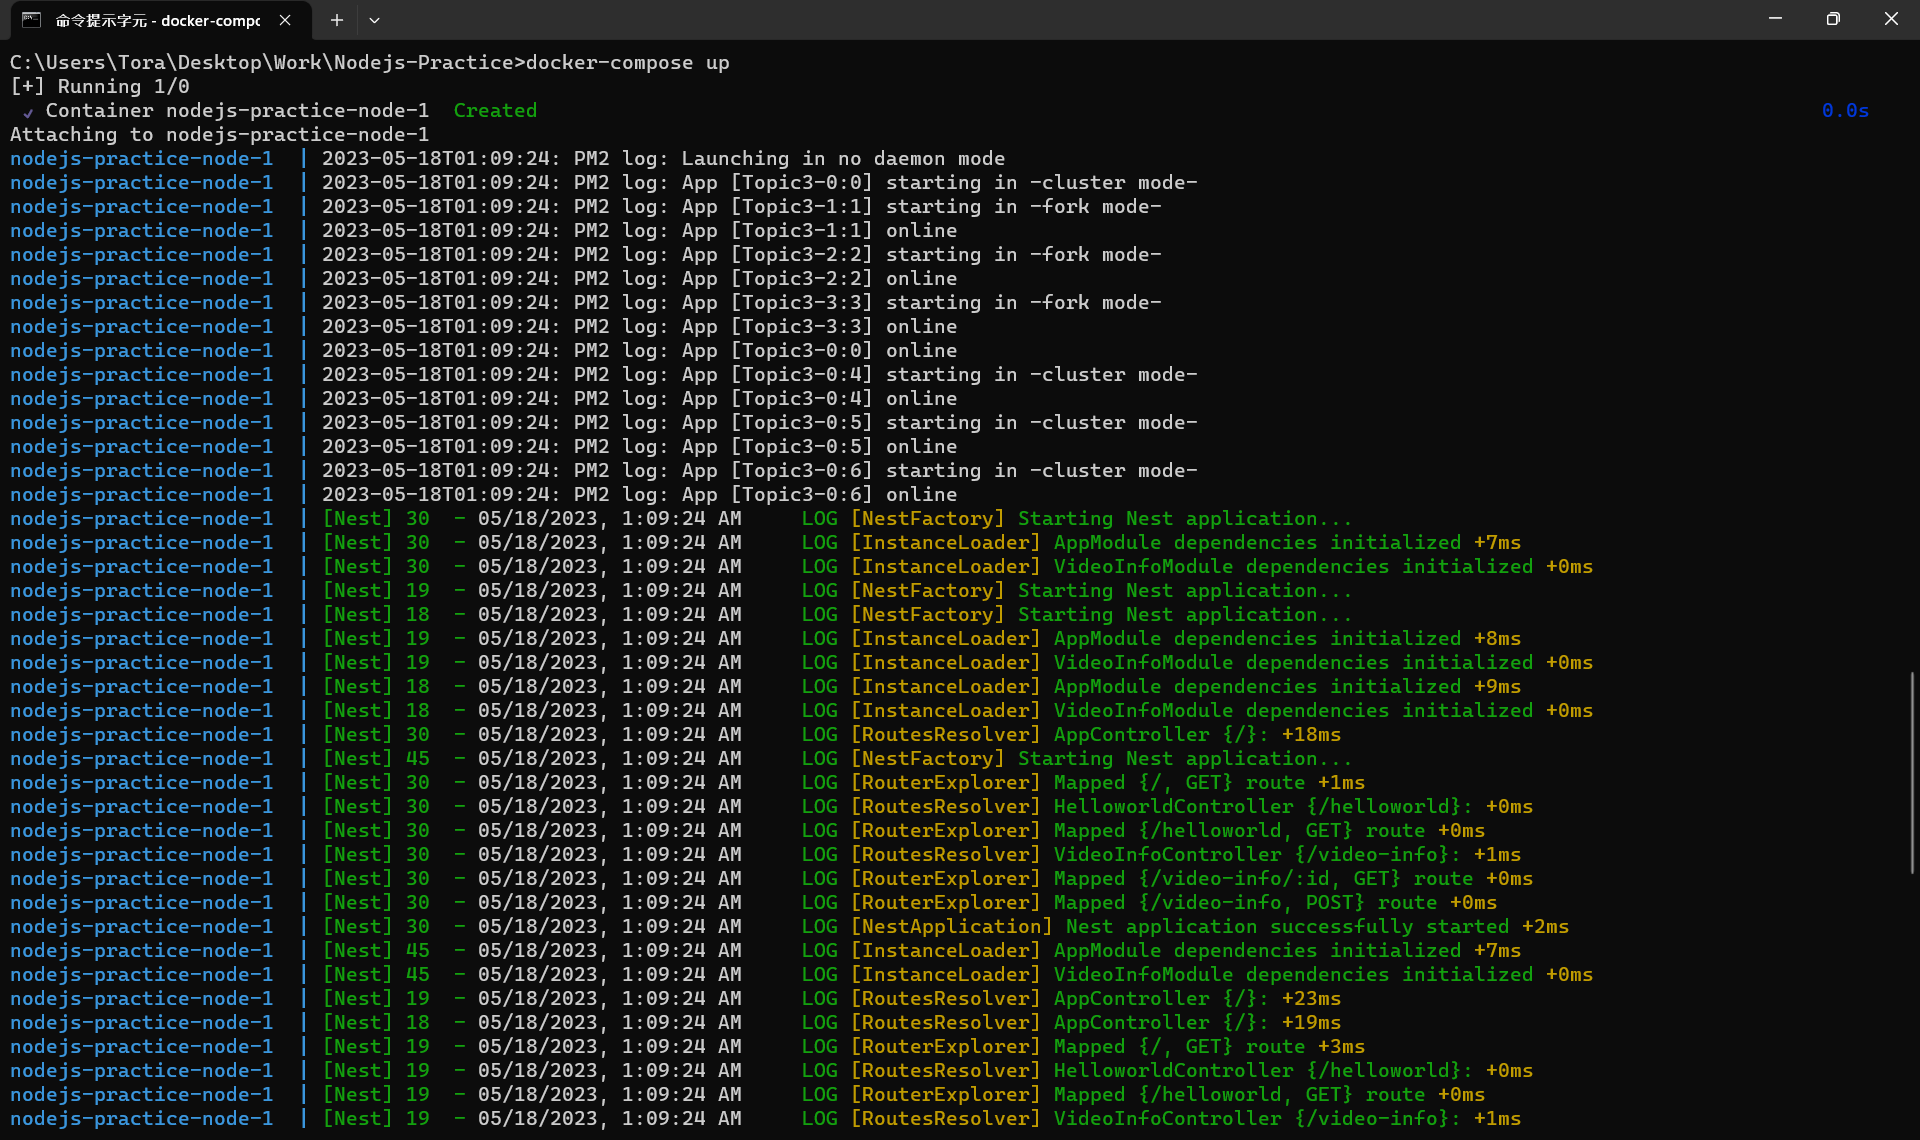 命令提示字元 - docker-compo
C:\Users\Tora\Desktop\Work\Nodejs-Practice>docker-compose up
[+] Running 1/0
✓ Container nodejs-practice-node-1  Created 0.0s
Attaching to nodejs-practice-node-1
nodejs-practice-node-1  | 2023-05-18T01:09:24: PM2 log: Launching in no daemon mode
nodejs-practice-node-1  | 2023-05-18T01:09:24: PM2 log: App [Topic3-0:0] starting in -cluster mode-
nodejs-practice-node-1  | 2023-05-18T01:09:24: PM2 log: App [Topic3-1:1] starting in -fork mode-
nodejs-practice-node-1  | 2023-05-18T01:09:24: PM2 log: App [Topic3-1:1] online
nodejs-practice-node-1  | 2023-05-18T01:09:24: PM2 log: App [Topic3-2:2] starting in -fork mode-
nodejs-practice-node-1  | 2023-05-18T01:09:24: PM2 log: App [Topic3-2:2] online
nodejs-practice-node-1  | 2023-05-18T01:09:24: PM2 log: App [Topic3-3:3] starting in -fork mode-
nodejs-practice-node-1  | 2023-05-18T01:09:24: PM2 log: App [Topic3-3:3] online
nodejs-practice-node-1  | 2023-05-18T01:09:24: PM2 log: App [Topic3-0:0] online
nodejs-practice-node-1  | 2023-05-18T01:09:24: PM2 log: App [Topic3-0:4] starting in -cluster mode-
nodejs-practice-node-1  | 2023-05-18T01:09:24: PM2 log: App [Topic3-0:4] online
nodejs-practice-node-1  | 2023-05-18T01:09:24: PM2 log: App [Topic3-0:5] starting in -cluster mode-
nodejs-practice-node-1  | 2023-05-18T01:09:24: PM2 log: App [Topic3-0:5] online
nodejs-practice-node-1  | 2023-05-18T01:09:24: PM2 log: App [Topic3-0:6] starting in -cluster mode-
nodejs-practice-node-1  | 2023-05-18T01:09:24: PM2 log: App [Topic3-0:6] online
nodejs-practice-node-1  | [Nest] 30  - 05/18/2023, 1:09:24 AM     LOG [NestFactory] Starting Nest application...
nodejs-practice-node-1  | [Nest] 30  - 05/18/2023, 1:09:24 AM     LOG [InstanceLoader] AppModule dependencies initialized +7ms
nodejs-practice-node-1  | [Nest] 30  - 05/18/2023, 1:09:24 AM     LOG [InstanceLoader] VideoInfoModule dependencies initialized +0ms
nodejs-practice-node-1  | [Nest] 19  - 05/18/2023, 1:09:24 AM     LOG [NestFactory] Starting Nest application...
nodejs-practice-node-1  | [Nest] 18  - 05/18/2023, 1:09:24 AM     LOG [NestFactory] Starting Nest application...
nodejs-practice-node-1  | [Nest] 19  - 05/18/2023, 1:09:24 AM     LOG [InstanceLoader] AppModule dependencies initialized +8ms
nodejs-practice-node-1  | [Nest] 19  - 05/18/2023, 1:09:24 AM     LOG [InstanceLoader] VideoInfoModule dependencies initialized +0ms
nodejs-practice-node-1  | [Nest] 18  - 05/18/2023, 1:09:24 AM     LOG [InstanceLoader] AppModule dependencies initialized +9ms
nodejs-practice-node-1  | [Nest] 18  - 05/18/2023, 1:09:24 AM     LOG [InstanceLoader] VideoInfoModule dependencies initialized +0ms
nodejs-practice-node-1  | [Nest] 30  - 05/18/2023, 1:09:24 AM     LOG [RoutesResolver] AppController {/}: +18ms
nodejs-practice-node-1  | [Nest] 45  - 05/18/2023, 1:09:24 AM     LOG [NestFactory] Starting Nest application...
nodejs-practice-node-1  | [Nest] 30  - 05/18/2023, 1:09:24 AM     LOG [RouterExplorer] Mapped {/, GET} route +1ms
nodejs-practice-node-1  | [Nest] 30  - 05/18/2023, 1:09:24 AM     LOG [RoutesResolver] HelloworldController {/helloworld}: +0ms
nodejs-practice-node-1  | [Nest] 30  - 05/18/2023, 1:09:24 AM     LOG [RouterExplorer] Mapped {/helloworld, GET} route +0ms
nodejs-practice-node-1  | [Nest] 30  - 05/18/2023, 1:09:24 AM     LOG [RoutesResolver] VideoInfoController {/video-info}: +1ms
nodejs-practice-node-1  | [Nest] 30  - 05/18/2023, 1:09:24 AM     LOG [RouterExplorer] Mapped {/video-info/:id, GET} route +0ms
nodejs-practice-node-1  | [Nest] 30  - 05/18/2023, 1:09:24 AM     LOG [RouterExplorer] Mapped {/video-info, POST} route +0ms
nodejs-practice-node-1  | [Nest] 30  - 05/18/2023, 1:09:24 AM     LOG [NestApplication] Nest application successfully started +2ms
nodejs-practice-node-1  | [Nest] 45  - 05/18/2023, 1:09:24 AM     LOG [InstanceLoader] AppModule dependencies initialized +7ms
nodejs-practice-node-1  | [Nest] 45  - 05/18/2023, 1:09:24 AM     LOG [InstanceLoader] VideoInfoModule dependencies initialized +0ms
nodejs-practice-node-1  | [Nest] 19  - 05/18/2023, 1:09:24 AM     LOG [RoutesResolver] AppController {/}: +23ms
nodejs-practice-node-1  | [Nest] 18  - 05/18/2023, 1:09:24 AM     LOG [RoutesResolver] AppController {/}: +19ms
nodejs-practice-node-1  | [Nest] 19  - 05/18/2023, 1:09:24 AM     LOG [RouterExplorer] Mapped {/, GET} route +3ms
nodejs-practice-node-1  | [Nest] 19  - 05/18/2023, 1:09:24 AM     LOG [RoutesResolver] HelloworldController {/helloworld}: +0ms
nodejs-practice-node-1  | [Nest] 19  - 05/18/2023, 1:09:24 AM     LOG [RouterExplorer] Mapped {/helloworld, GET} route +0ms
nodejs-practice-node-1  | [Nest] 19  - 05/18/2023, 1:09:24 AM     LOG [RoutesResolver] VideoInfoController {/video-info}: +1ms